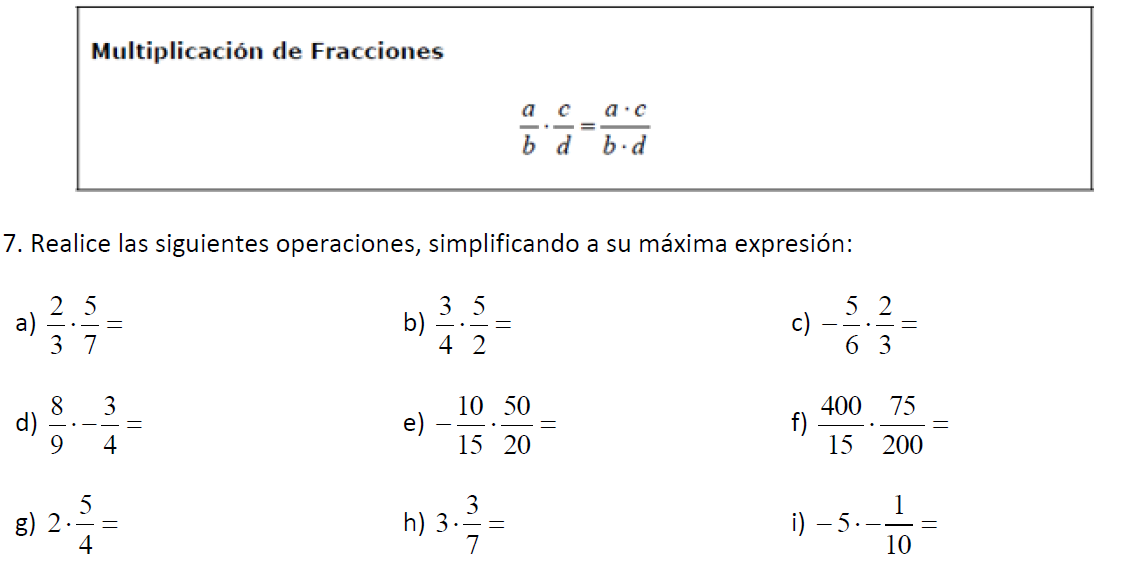 Multiplicación de Fracciones
a/b · c/d = a · c/b · d
7. Realice las siguientes operaciones, simplificando a su máxima expresión:
a) 2/3 · 5/7 = b) 3/4 · 5/2 = c) − 5/6 · 2/3 =
d) 8/9 · − 3/4 = e) − 10/15 · 50/20 = f) 400/15 · 75/200 =
g) 2 · 5/4 = h) 3 · 3/7 = i) − 5 · − 1/10 =